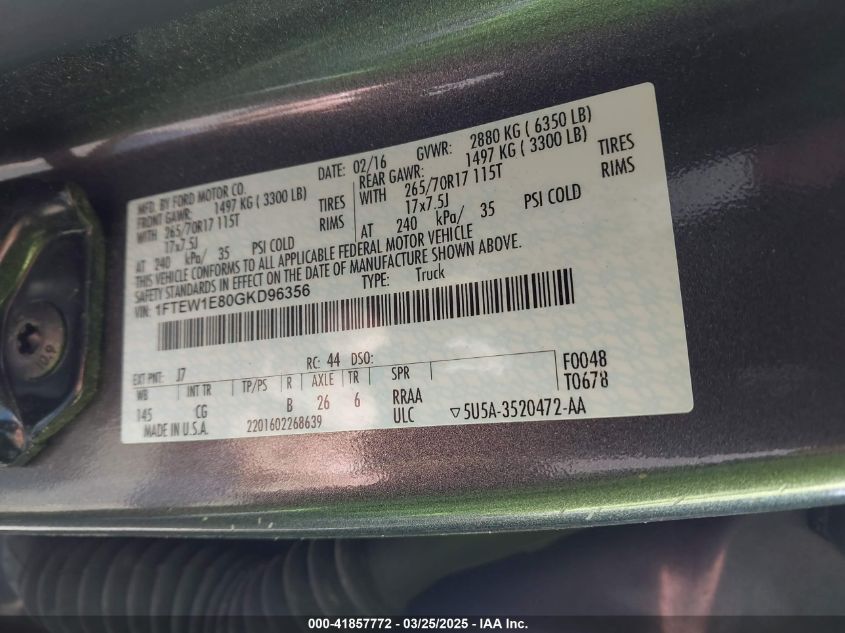 MFD. BY FORD MOTOR CO.
DATE: 02/16 GVWR: 2880 KG ( 6350 LB)
FRONT GAWR: 1497 KG ( 3300 LB)
REAR GAWR: 1497 KG ( 3300 LB)
WITH 265/70R17 115T TIRES
WITH 265/70R17 115T TIRES
17x7.5J RIMS
17x7.5J RIMS
AT 240 kPa/ 35 PSI COLD
AT 240 kPa/ 35 PSI COLD
THIS VEHICLE CONFORMS TO ALL APPLICABLE FEDERAL MOTOR VEHICLE
SAFETY STANDARDS IN EFFECT ON THE DATE OF MANUFACTURE SHOWN ABOVE.
VIN: 1FTEW1E80GKD96356 TYPE: Truck
EXT PNT: J7 RC: 44 DSO: F0048
WB INT TR TP/PS R AXLE TR SPR T0678
145 CG B 26 6 RRAA
MADE IN U.S.A. 2201602268639 ULC ▽5U5A-3520472-AA
10.9
000-41857772 — 03/25/2025 — IAA Inc.